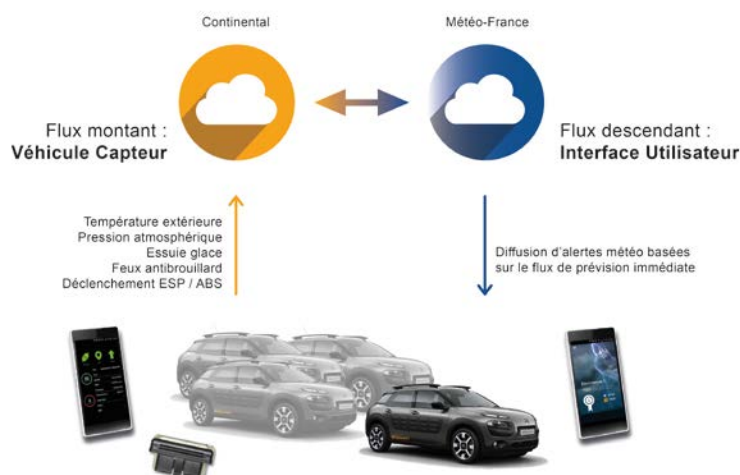 Continental
Météo-France
Flux montant :
Véhicule Capteur
Flux descendant :
Interface Utilisateur
Température extérieure
Pression atmosphérique
Essuie glace
Feux antibrouillard
Déclenchement ESP / ABS
Diffusion d'alertes météo basées
sur le flux de prévision immédiate